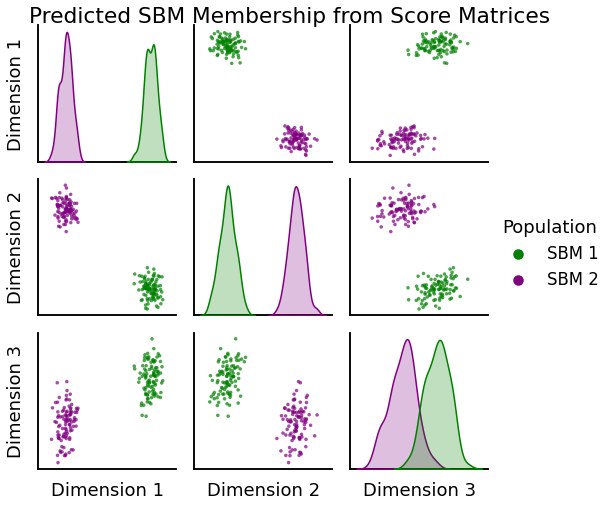 Predicted SBM Membership from Score Matrices
Dimension 1
Dimension 2
Dimension 3
Population
SBM 1
SBM 2
Dimension 1
Dimension 2
Dimension 3